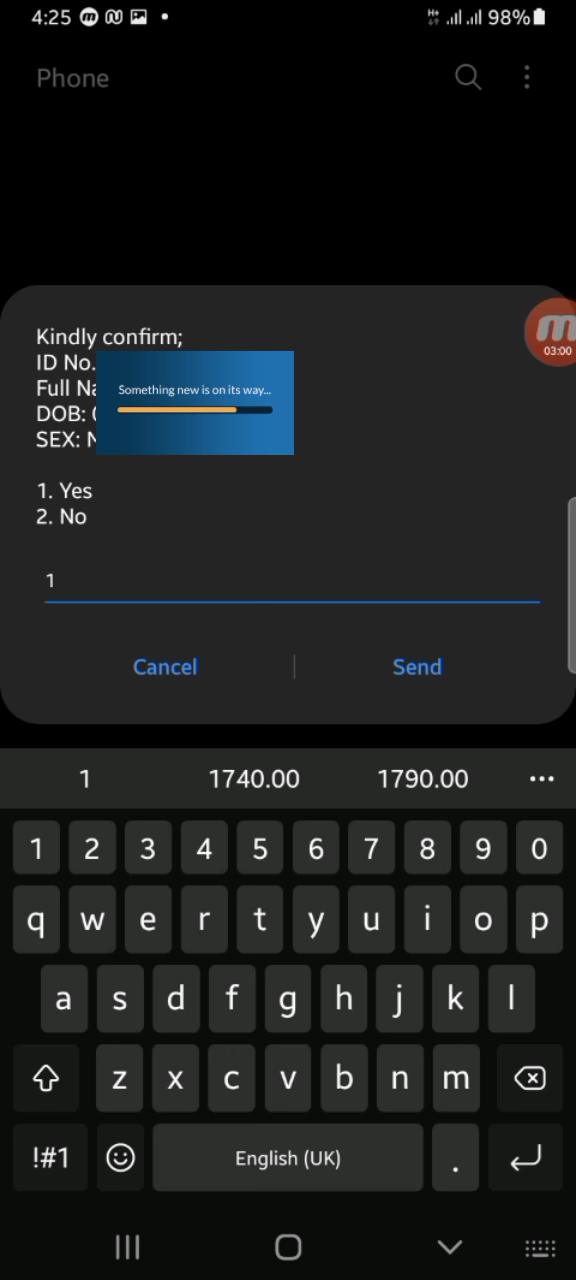 4:25
H+
98%
Phone
Kindly confirm;
03:00
ID No.
Full Na
Something new is on its way...
DOB: 0
SEX: M
1. Yes
2. No
1
Cancel
Send
1 1740.00 1790.00 ...
1 2 3 4 5 6 7 8 9 0
q w e r t y u i o p
a s d f g h j k l
z x c v b n m
!#1 English (UK) .